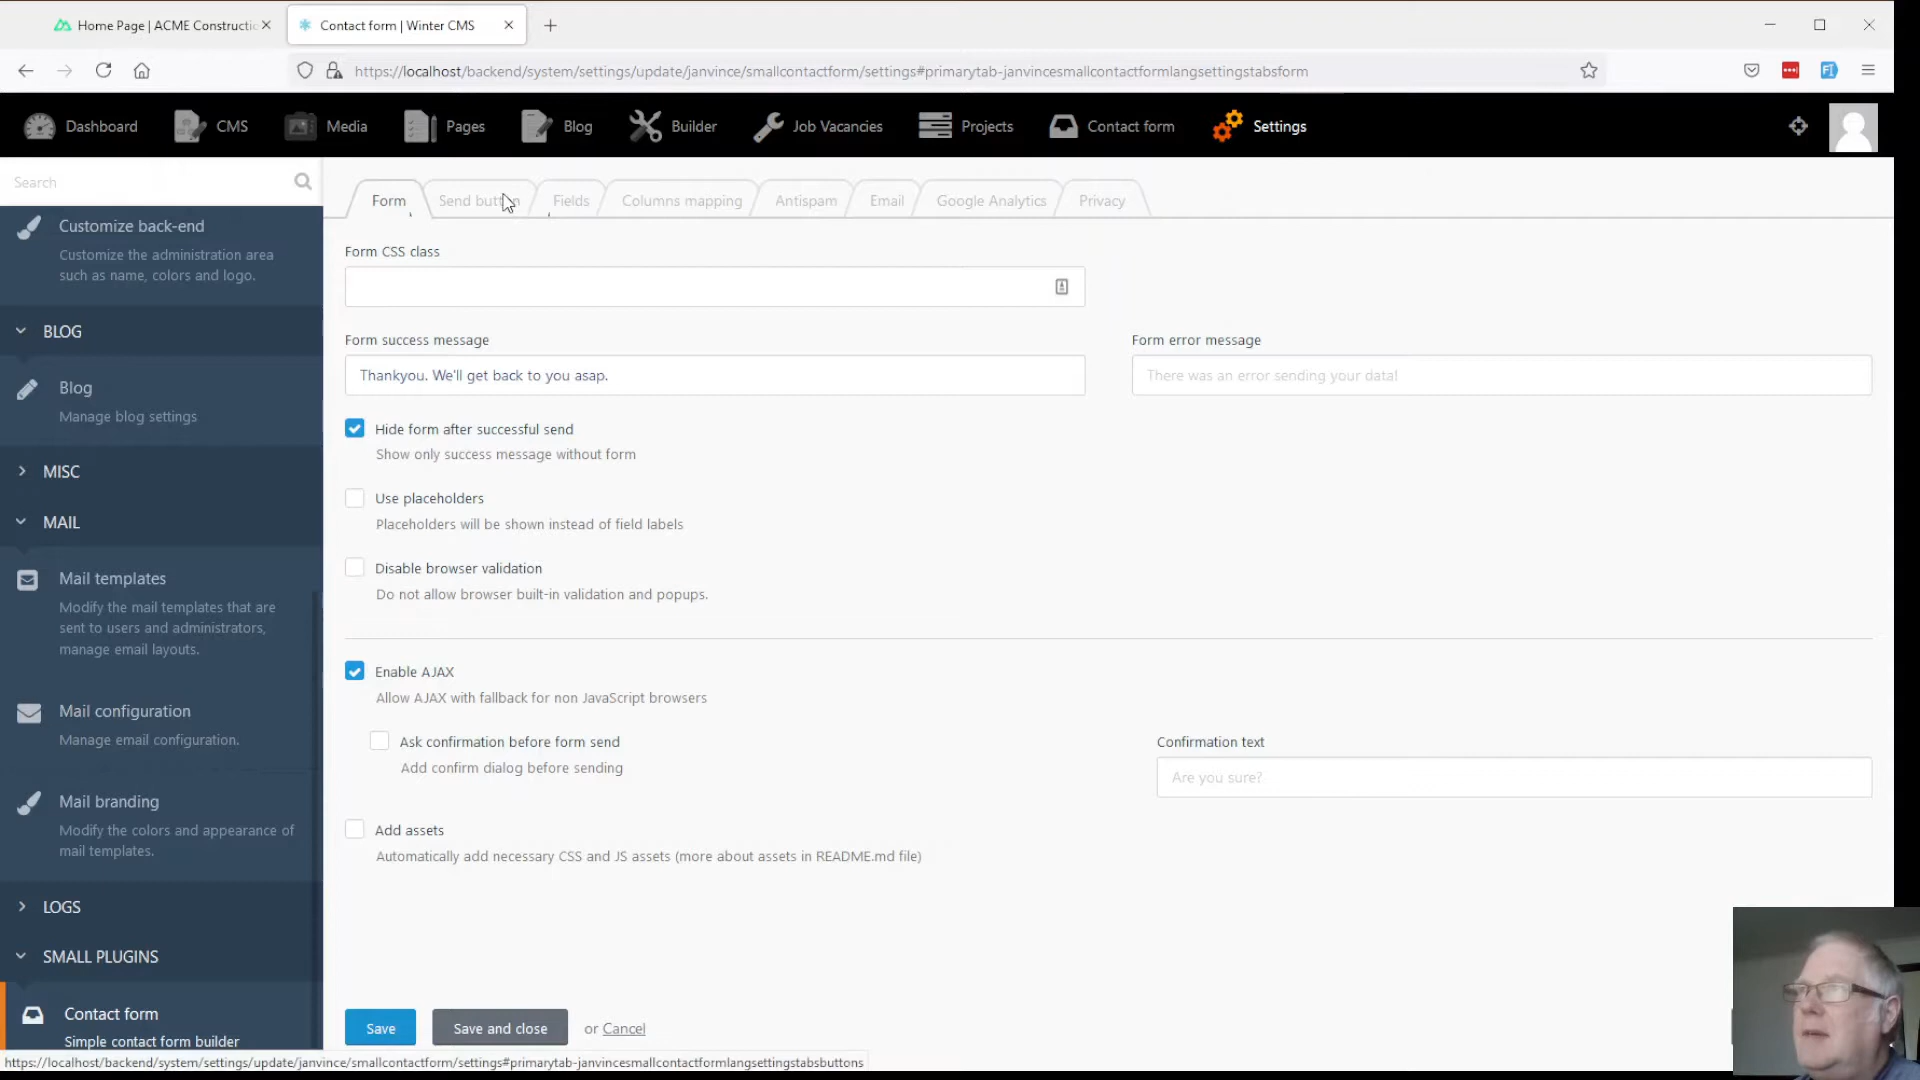 Home Page | ACME Constructi
Contact form | Winter CMS
https://localhost/backend/system/settings/update/janvince/smallcontactform/settings#primarytab-janvincesmallcontactformlangsettingstabsform
Dashboard
CMS
Media
Pages
Blog
Builder
Job Vacancies
Projects
Contact form
Settings
Search
Customize back-end
Customize the administration area
such as name, colors and logo.
BLOG
Blog
Manage blog settings
MISC
MAIL
Mail templates
Modify the mail templates that are
sent to users and administrators,
manage email layouts.
Mail configuration
Manage email configuration.
Mail branding
Modify the colors and appearance of
mail templates.
LOGS
SMALL PLUGINS
Contact form
Simple contact form builder
Form
Send button
Fields
Columns mapping
Antispam
Email
Google Analytics
Privacy
Form CSS class
Form success message
Thankyou. We'll get back to you asap.
Form error message
There was an error sending your data!
Hide form after successful send
Show only success message without form
Use placeholders
Placeholders will be shown instead of field labels
Disable browser validation
Do not allow browser built-in validation and popups.
Enable AJAX
Allow AJAX with fallback for non JavaScript browsers
Ask confirmation before form send
Add confirm dialog before sending
Confirmation text
Are you sure?
Add assets
Automatically add necessary CSS and JS assets (more about assets in README.md file)
Save
Save and close
or Cancel
https://localhost/backend/system/settings/update/janvince/smallcontactform/settings#primarytab-janvincesmallcontactformlangsettingstabsbuttons